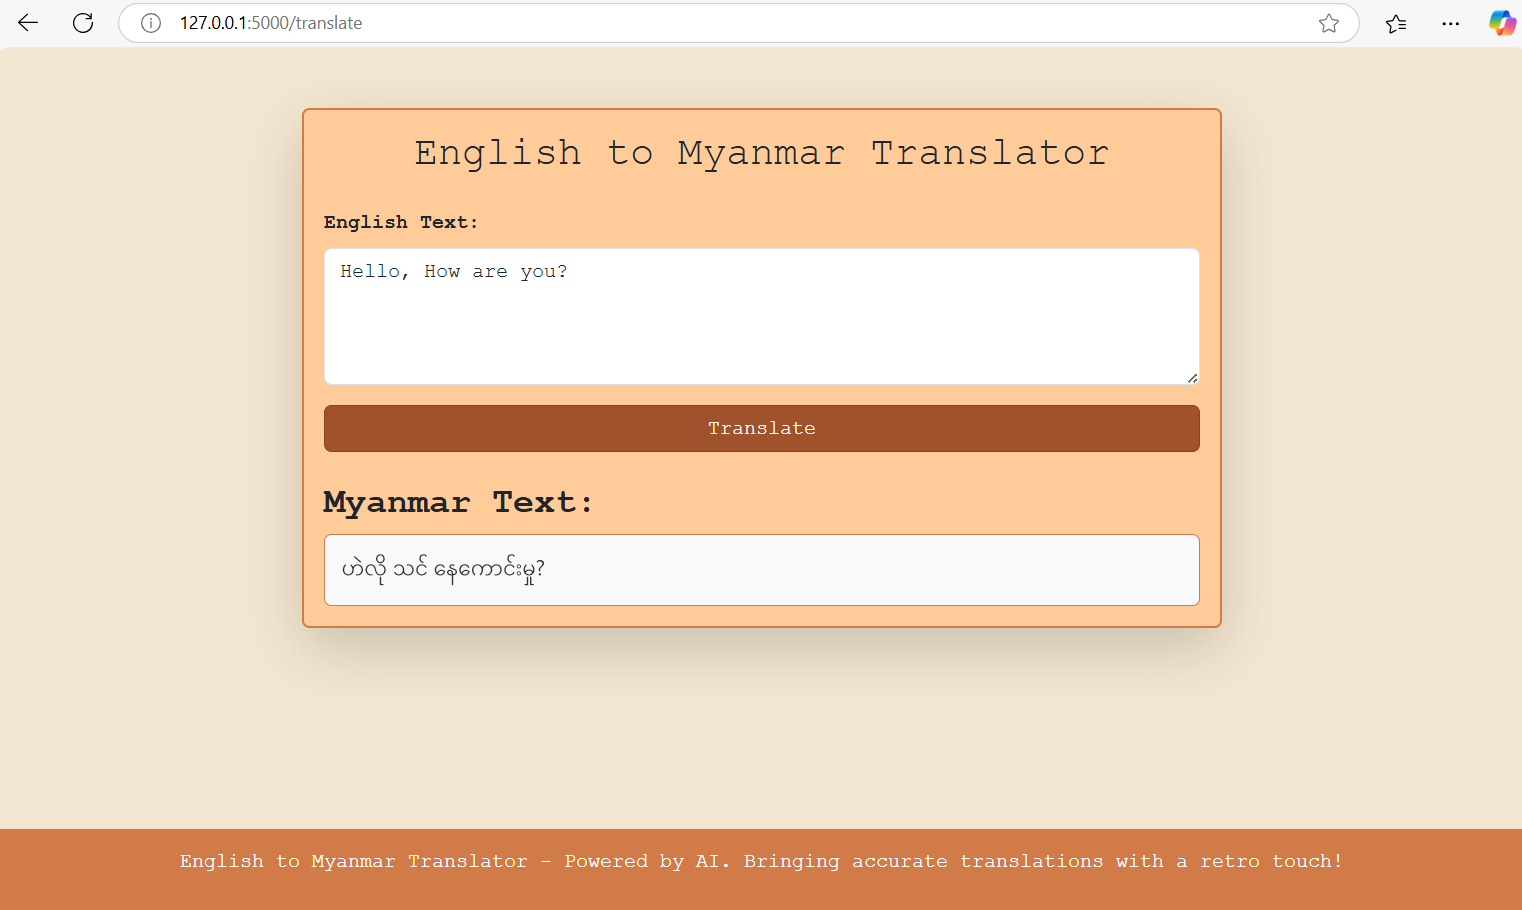 127.0.0.1:5000/translate
English to Myanmar Translator
English Text:
Hello, How are you?
Translate
Myanmar Text:
ဟဲလို သင် နေကောင်းမှု?
English to Myanmar Translator - Powered by AI. Bringing accurate translations with a retro touch!